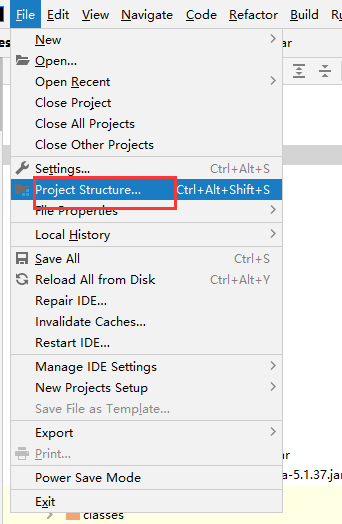 File Edit View Navigate Code Refactor Build Run
es
ar
New
Open...
Open Recent
Close Project
Close All Projects
Close Other Projects
Settings... Ctrl+Alt+S
Project Structure... Ctrl+Alt+Shift+S
File Properties
Local History
Save All Ctrl+S
Reload All from Disk Ctrl+Alt+Y
Repair IDE...
Invalidate Caches...
Restart IDE...
Manage IDE Settings
New Projects Setup
Save File as Template...
Export
ar
Print...
a-5.1.37.jar
Power Save Mode
Exit
classes